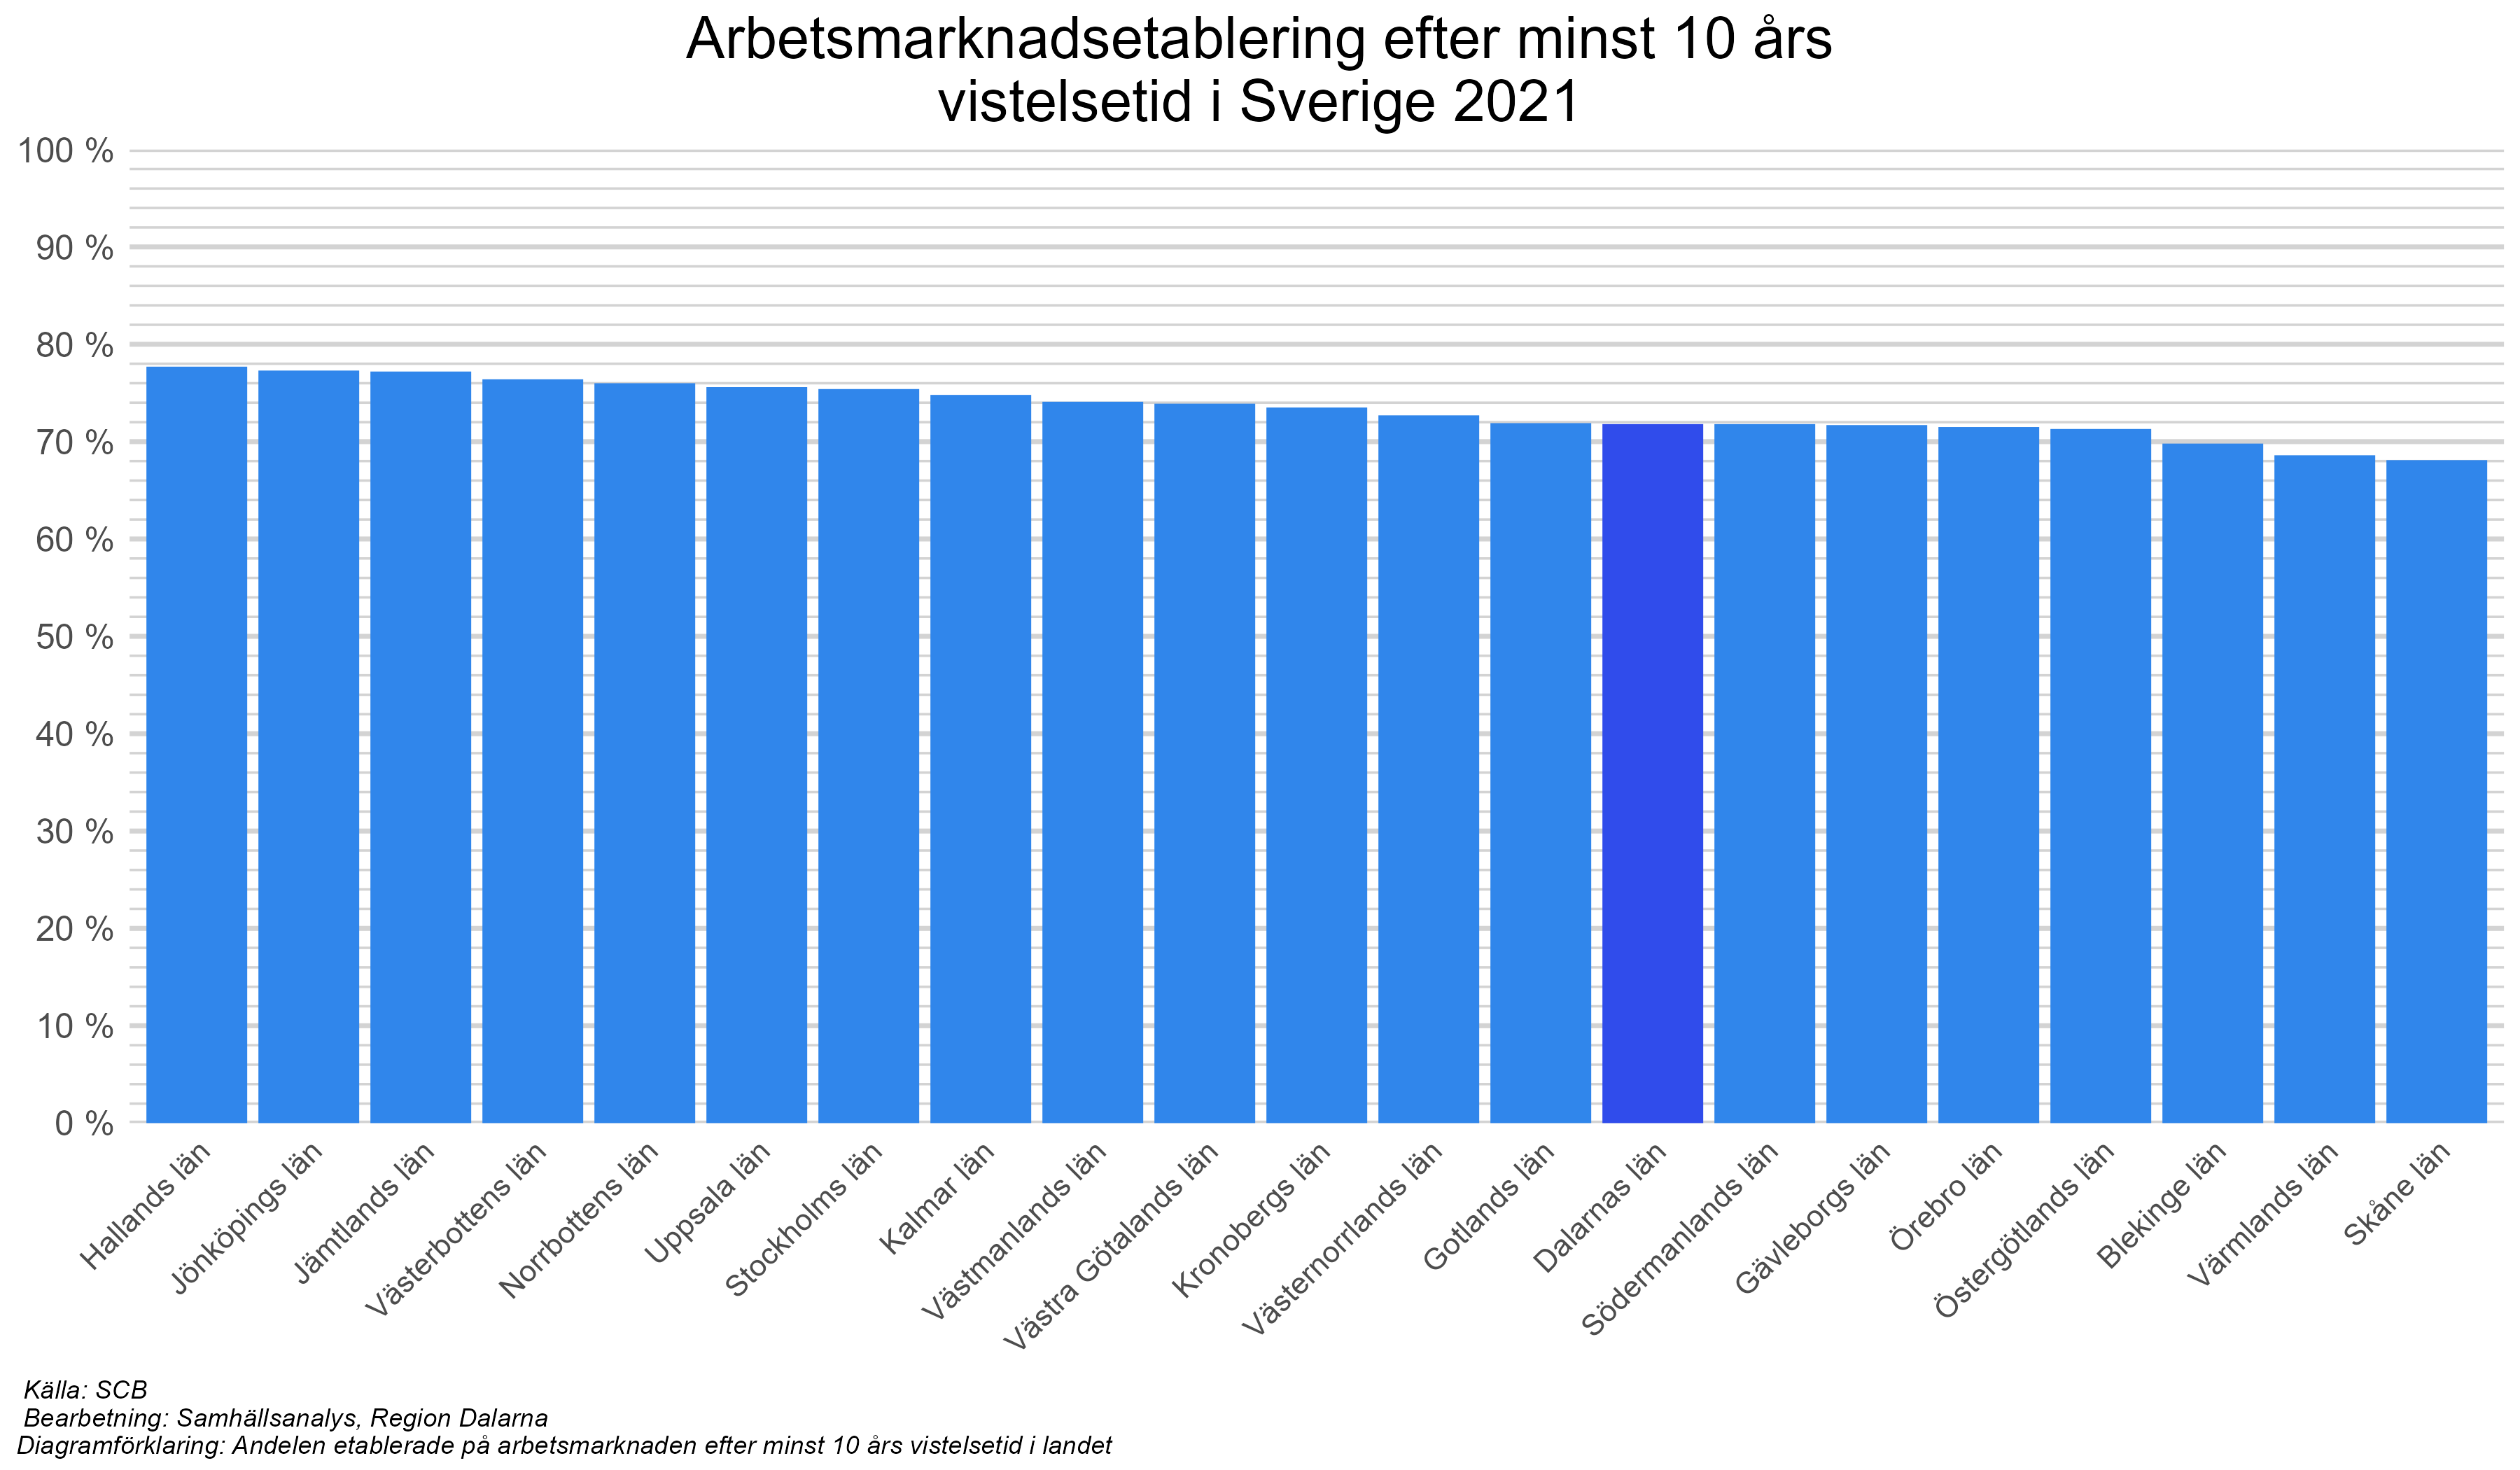 Arbetsmarknadsetablering efter minst 10 års
vistelsetid i Sverige 2021
100 %
90 %
80 %
70 %
60 %
50 %
40 %
30 %
20 %
10 %
0 %
Hallands län
Jönköpings län
Jämtlands län
Västerbottens län
Norrbottens län
Uppsala län
Stockholms län
Kalmar län
Västmanlands län
Västra Götalands län
Kronobergs län
Västernorrlands län
Gotlands län
Dalarnas län
Södermanlands län
Gävleborgs län
Örebro län
Östergötlands län
Blekinge län
Värmlands län
Skåne län
Källa: SCB
Bearbetning: Samhällsanalys, Region Dalarna
Diagramförklaring: Andelen etablerade på arbetsmarknaden efter minst 10 års vistelsetid i landet